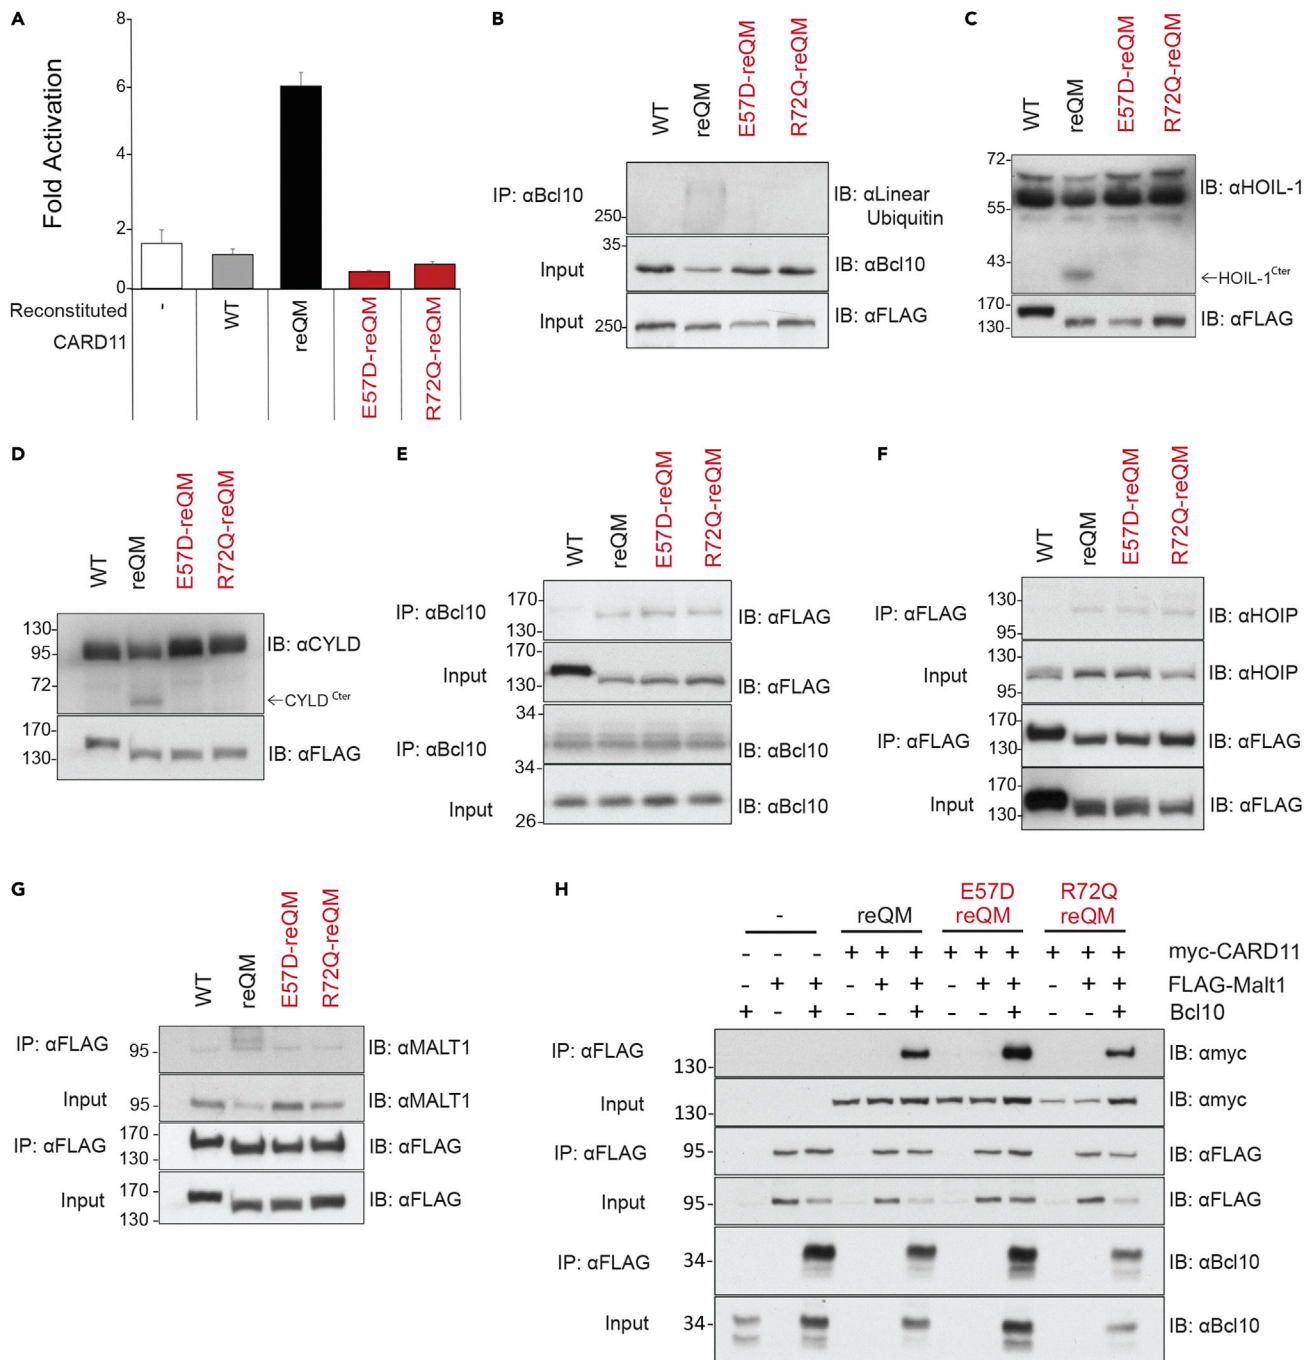 A
8
6
4
2
0
Fold Activation
Reconstituted
CARD11
-
WT
reQM
E57D-reQM
R72Q-reQM
B
WT
reQM
E57D-reQM
R72Q-reQM
IP: αBcl10
250-
IB: αLinear
Ubiquitin
35
Input
IB: αBcl10
Input
250-
IB: αFLAG
C
WT
reQM
E57D-reQM
R72Q-reQM
72
55
43
IB: αHOIL-1
←HOIL-1Cter
170
130
IB: αFLAG
D
WT
reQM
E57D-reQM
R72Q-reQM
130
95
72
IB: αCYLD
←CYLD Cter
170
130
IB: αFLAG
E
WT
reQM
E57D-reQM
R72Q-reQM
IP: αBcl10
170
130
IB: αFLAG
Input
170
130
IB: αFLAG
IP: αBcl10
34
IB: αBcl10
Input
34
26
IB: αBcl10
F
WT
reQM
E57D-reQM
R72Q-reQM
IP: αFLAG
130
95
IB: αHOIP
Input
130
95
IB: αHOIP
IP: αFLAG
170
130
IB: αFLAG
Input
170
130
IB: αFLAG
G
WT
reQM
E57D-reQM
R72Q-reQM
IP: αFLAG
95
IB: αMALT1
Input
95
IB: αMALT1
IP: αFLAG
170
130
IB: αFLAG
Input
170
130
IB: αFLAG
H
- reQM E57D reQM R72Q reQM
- - - + + + + + + + + + myc-CARD11
- + + - + + - + + - + + FLAG-Malt1
+ - + - - + - - + - - + Bcl10
IP: αFLAG 130 IB: αmyc
Input 130 IB: αmyc
IP: αFLAG 95 IB: αFLAG
Input 95 IB: αFLAG
IP: αFLAG 34 IB: αBcl10
Input 34 IB: αBcl10